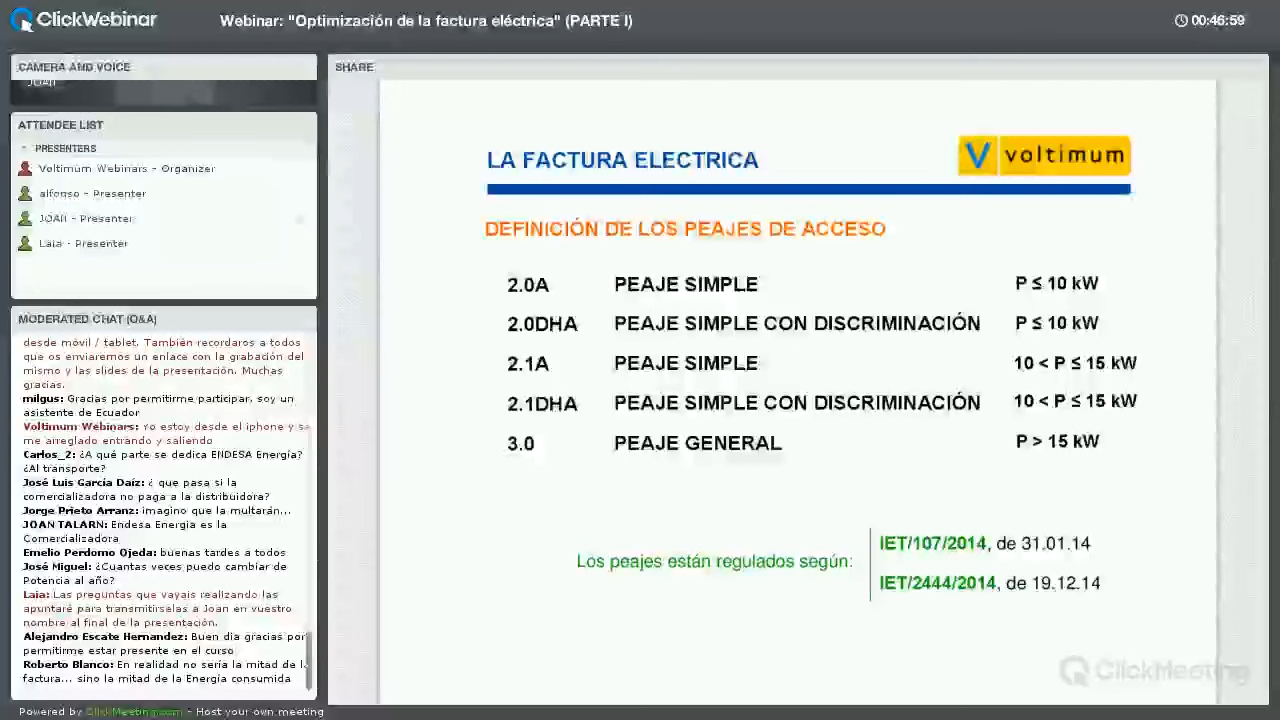 ClickWebinar
Webinar: "Optimización de la factura eléctrica" (PARTE I)
00:46:59
CAMERA AND VOICE
JOAN
ATTENDEE LIST
PRESENTERS
Voltimum Webinars - Organizer
alfonso - Presenter
JOAN - Presenter
Laia - Presenter
MODERATED CHAT (Q&A)
desde móvil / tablet. También recordaros a todos
que os enviaremos un enlace con la grabación del
mismo y las slides de la presentación. Muchas
gracias.
milgus: Gracias por permitirme participar, soy un
asistente de Ecuador
Voltimum Webinars: Yo estoy desde el iphone y se
me arreglado entrando y saliendo
Carlos_2: ¿A qué parte se dedica ENDESA Energía?
¿Al transporte?
José Luis García Daíz: ¿ que pasa si la
comercializadora no paga a la distribuidora?
Jorge Prieto Arranz: imagino que la multarán...
JOAN TALARN: Endesa Energia es la
Comercializadora
Emelio Perdomo Ojeda: buenas tardes a todos
José Miguel: ¿Cuantas veces puedo cambiar de
Potencia al año?
Laia: Las preguntas que vayais realizando las
apuntaré para transmitirselas a Joan en vuestro
nombre al final de la presentación.
Alejandro Escate Hernandez: Buen dia gracias por
permitirme estar presente en el curso
Roberto Blanco: En realidad no sería la mitad de la
factura... sino la mitad de la Energía consumida
Powered by ClickMeeting.com - Host your own meeting
SHARE
LA FACTURA ELECTRICA
V voltimum
DEFINICIÓN DE LOS PEAJES DE ACCESO
2.0A PEAJE SIMPLE P ≤ 10 kW
2.0DHA PEAJE SIMPLE CON DISCRIMINACIÓN P ≤ 10 kW
2.1A PEAJE SIMPLE 10 < P ≤ 15 kW
2.1DHA PEAJE SIMPLE CON DISCRIMINACIÓN 10 < P ≤ 15 kW
3.0 PEAJE GENERAL P > 15 kW
Los peajes están regulados según:
IET/107/2014, de 31.01.14
IET/2444/2014, de 19.12.14
ClickMeeting